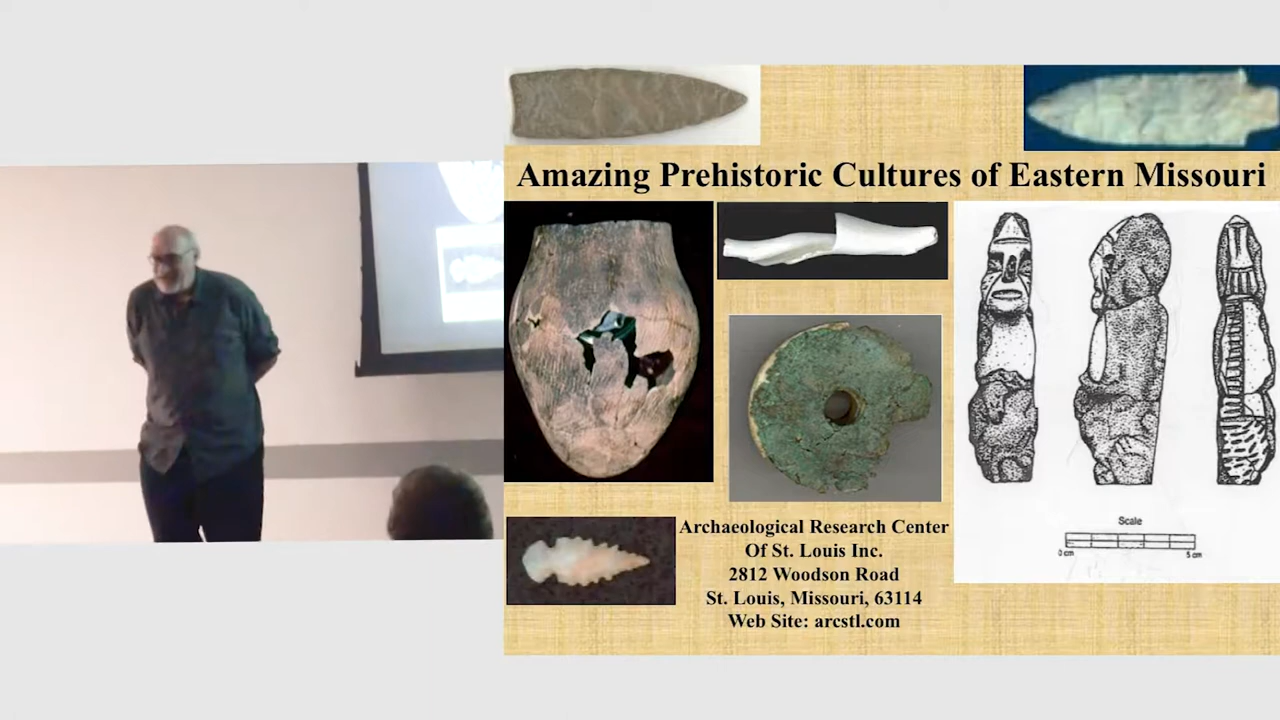 Amazing Prehistoric Cultures of Eastern Missouri
Scale
0 cm
5 cm
Archaeological Research Center
Of St. Louis Inc.
2812 Woodson Road
St. Louis, Missouri, 63114
Web Site: arcstl.com